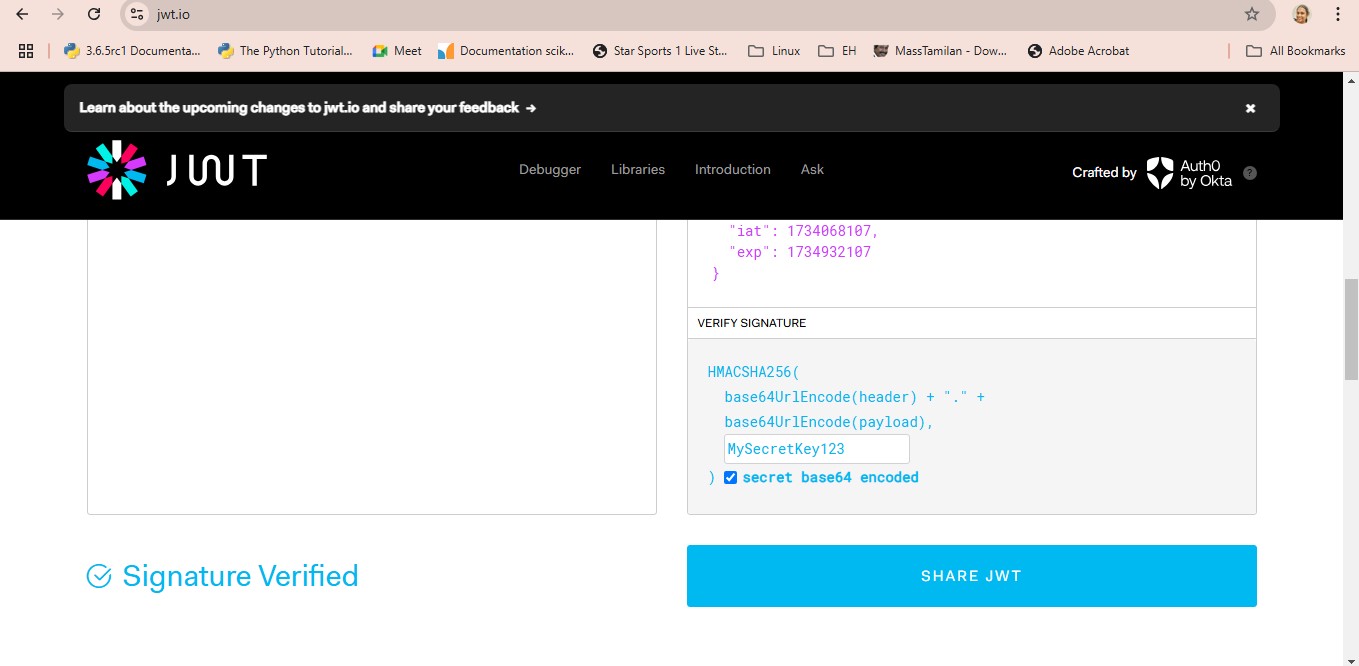 jwt.io
3.6.5rc1 Documenta... The Python Tutorial... Meet Documentation scik... Star Sports 1 Live St... Linux EH MassTamilan - Dow... Adobe Acrobat All Bookmarks
Learn about the upcoming changes to jwt.io and share your feedback →
JWT Debugger Libraries Introduction Ask Crafted by Auth0 by Okta ?
"iat": 1734068107,
"exp": 1734932107
}
VERIFY SIGNATURE
HMACSHA256(
base64UrlEncode(header) + "." +
base64UrlEncode(payload),
MySecretKey123
) secret base64 encoded
Signature Verified SHARE JWT